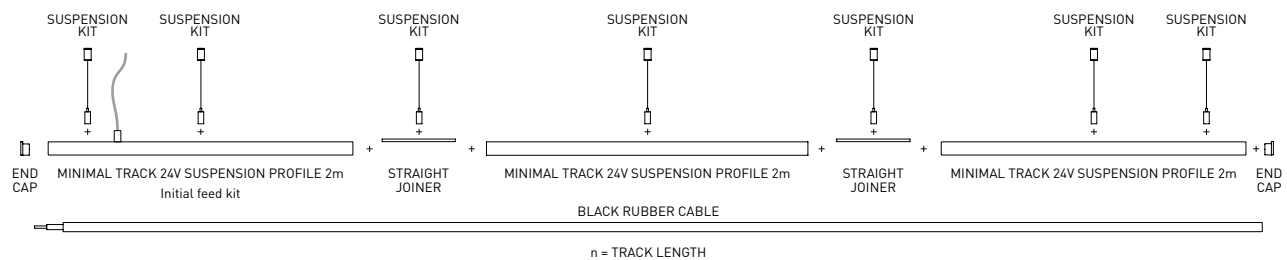 SUSPENSION
KIT
SUSPENSION
KIT
SUSPENSION
KIT
SUSPENSION
KIT
SUSPENSION
KIT
SUSPENSION
KIT
SUSPENSION
KIT
+
+
+
+
+
+
+
+
+
+
+
+
END
CAP
MINIMAL TRACK 24V SUSPENSION PROFILE 2m
Initial feed kit
STRAIGHT
JOINER
MINIMAL TRACK 24V SUSPENSION PROFILE 2m
STRAIGHT
JOINER
MINIMAL TRACK 24V SUSPENSION PROFILE 2m
END
CAP
BLACK RUBBER CABLE
n = TRACK LENGTH